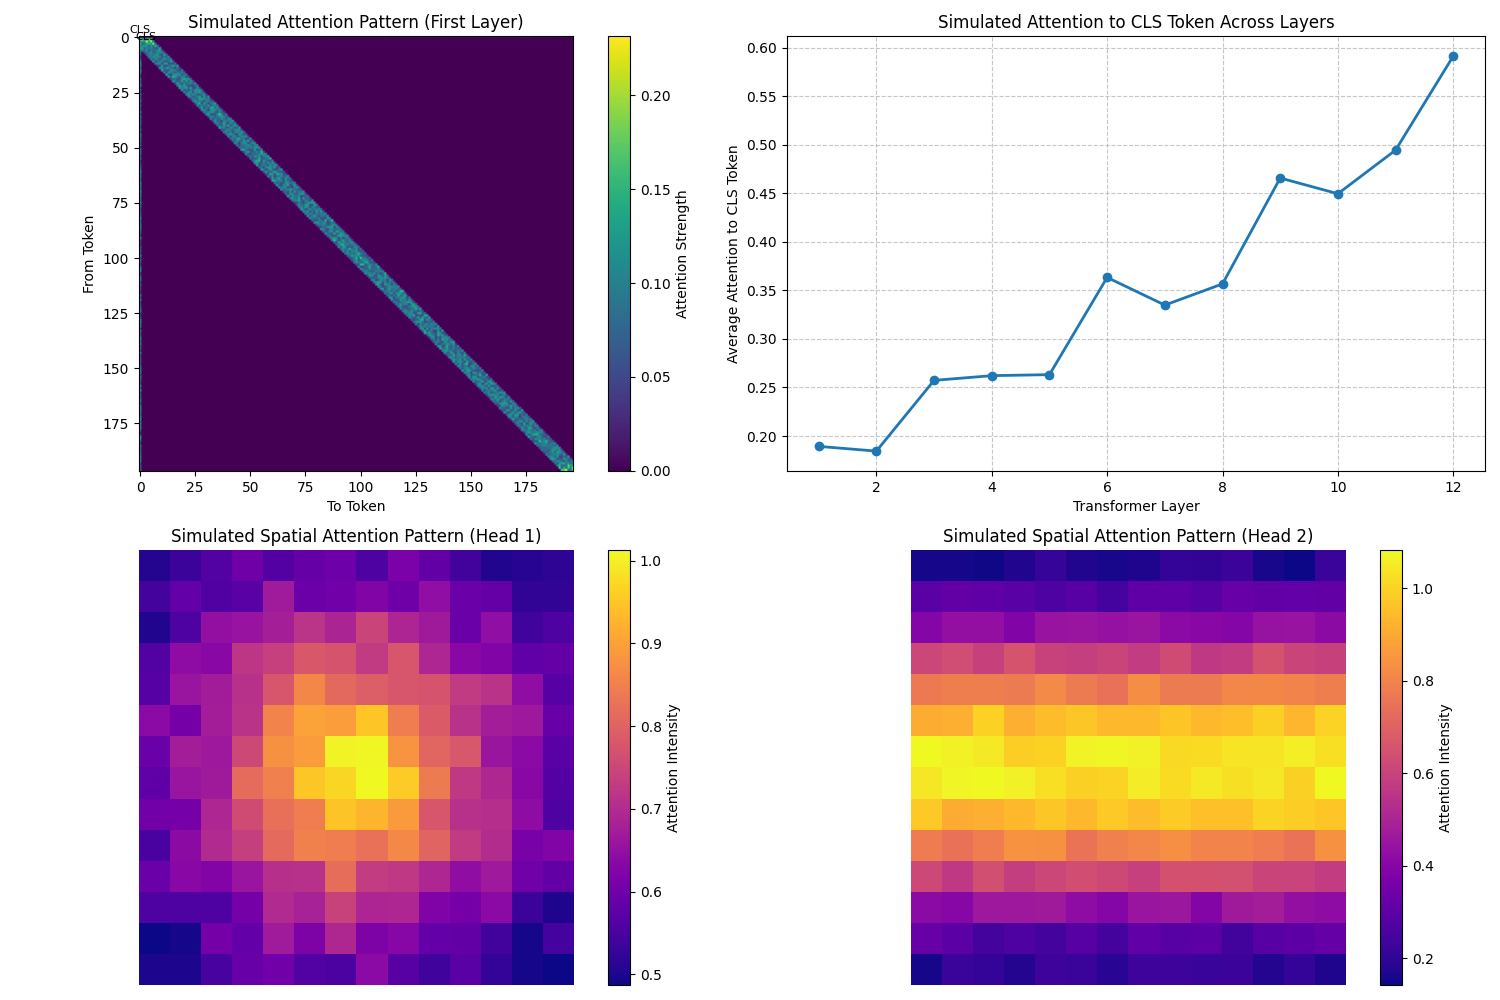 Simulated Attention Pattern (First Layer)
CLS
CLS
0
25
50
75
100
125
150
175
From Token
0 25 50 75 100 125 150 175
To Token
0.20
0.15
0.10
0.05
0.00
Attention Strength
Simulated Attention to CLS Token Across Layers
0.60
0.55
0.50
0.45
0.40
0.35
0.30
0.25
0.20
Average Attention to CLS Token
2 4 6 8 10 12
Transformer Layer
Simulated Spatial Attention Pattern (Head 1)
1.0
0.9
0.8
0.7
0.6
0.5
Attention Intensity
Simulated Spatial Attention Pattern (Head 2)
1.0
0.8
0.6
0.4
0.2
Attention Intensity